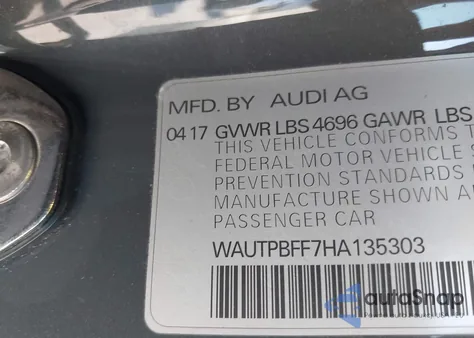 MFD. BY AUDI AG
04 17 GVWR LBS 4696 GAWR LBS
THIS VEHICLE CONFORMS T
FEDERAL MOTOR VEHICLE S
PREVENTION STANDARDS
MANUFACTURE SHOWN A
PASSENGER CAR
WAUTPBFF7HA135303
autoSnap